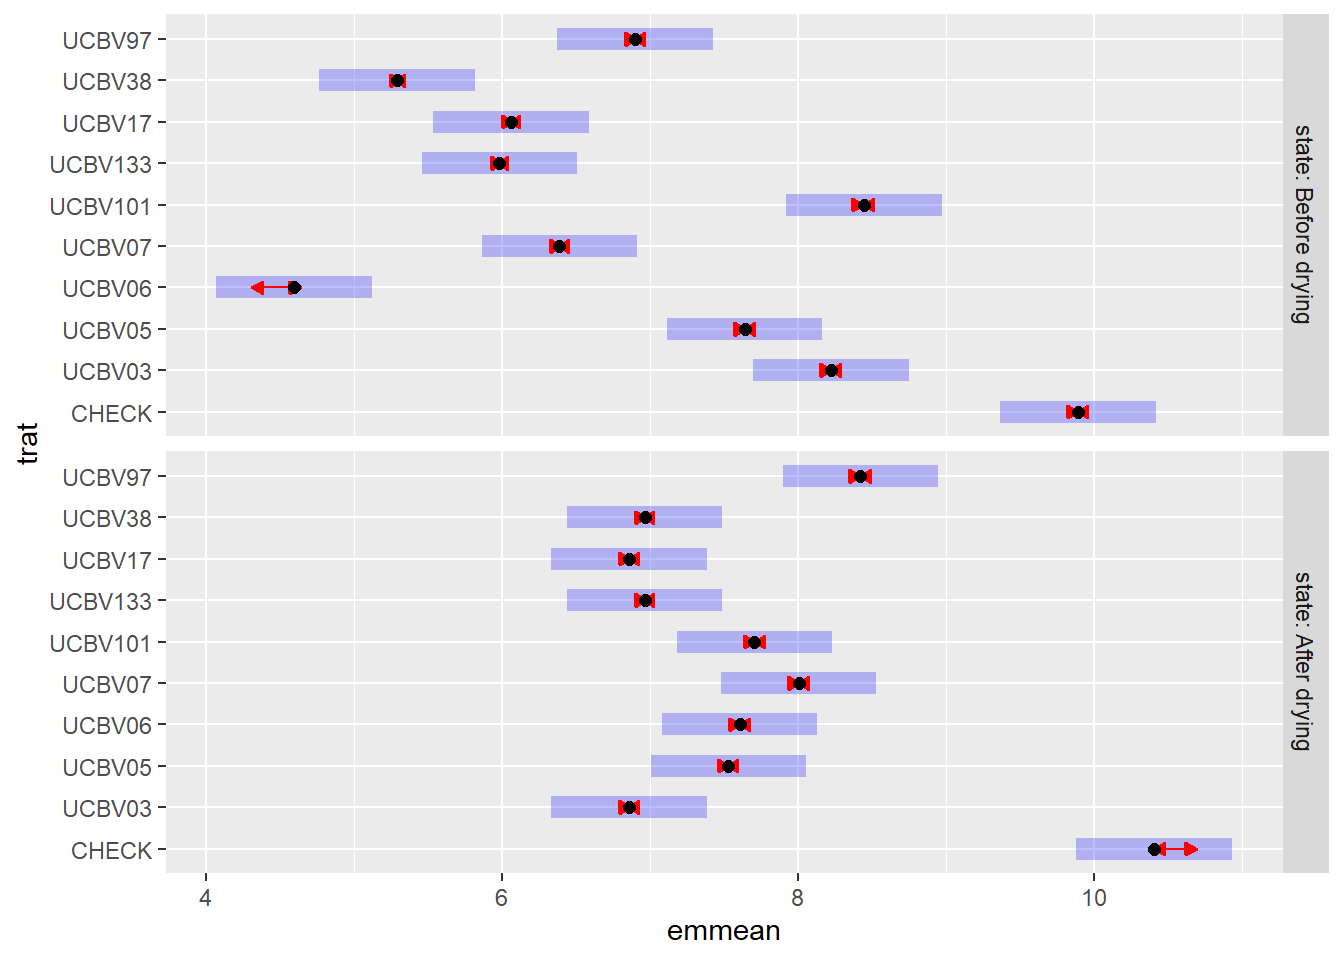 UCBV97
UCBV38
UCBV17
UCBV133
UCBV101
UCBV07
UCBV06
UCBV05
UCBV03
CHECK
state: Before drying
trat
UCBV97
UCBV38
UCBV17
UCBV133
UCBV101
UCBV07
UCBV06
UCBV05
UCBV03
CHECK
state: After drying
4 6 8 10
emmean